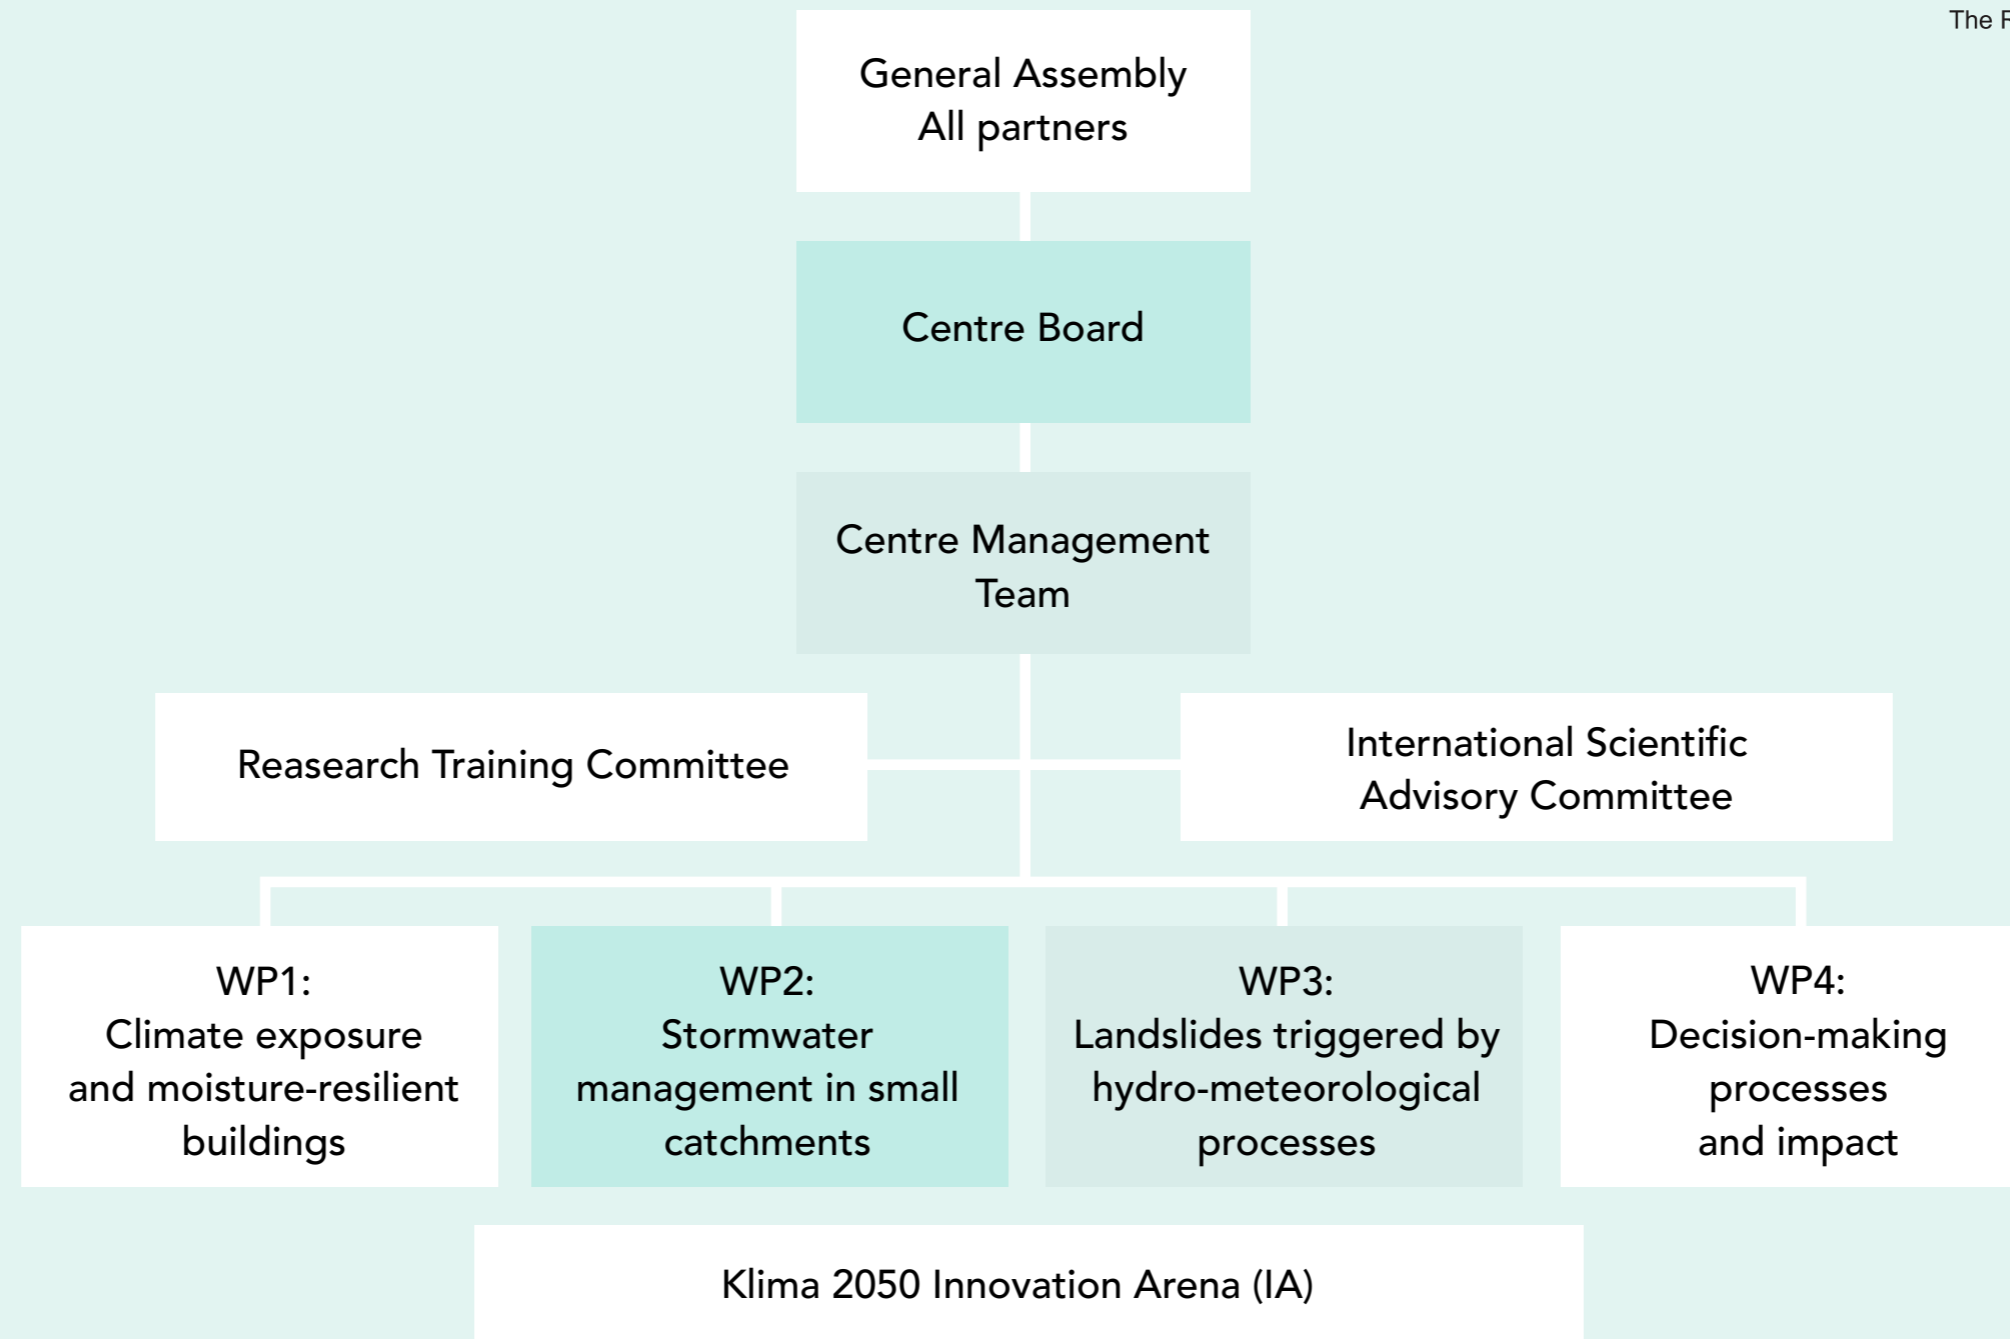 The
General Assembly
All partners
Centre Board
Centre Management
Team
Reasearch Training Committee
International Scientific
Advisory Committee
WP1:
Climate exposure
and moisture-resilient
buildings
WP2:
Stormwater
management in small
catchments
WP3:
Landslides triggered by
hydro-meteorological
processes
WP4:
Decision-making
processes
and impact
Klima 2050 Innovation Arena (IA)